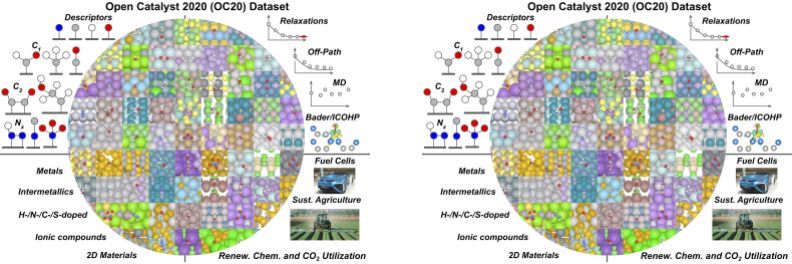 Open Catalyst 2020 (OC20) Dataset
Descriptors
Relaxations
C1
Off-Path
C2
MD
Nx
Bader/ICOHP
Metals
Fuel Cells
Intermetallics
Sust. Agriculture
H-/N-/C-/S-doped
Ionic compounds
2D Materials
Renew. Chem. and CO2 Utilization
Open Catalyst 2020 (OC20) Dataset
Descriptors
Relaxations
C1
Off-Path
C2
MD
Nx
Bader/ICOHP
Metals
Fuel Cells
Intermetallics
Sust. Agriculture
H-/N-/C-/S-doped
Ionic compounds
2D Materials
Renew. Chem. and CO2 Utilization